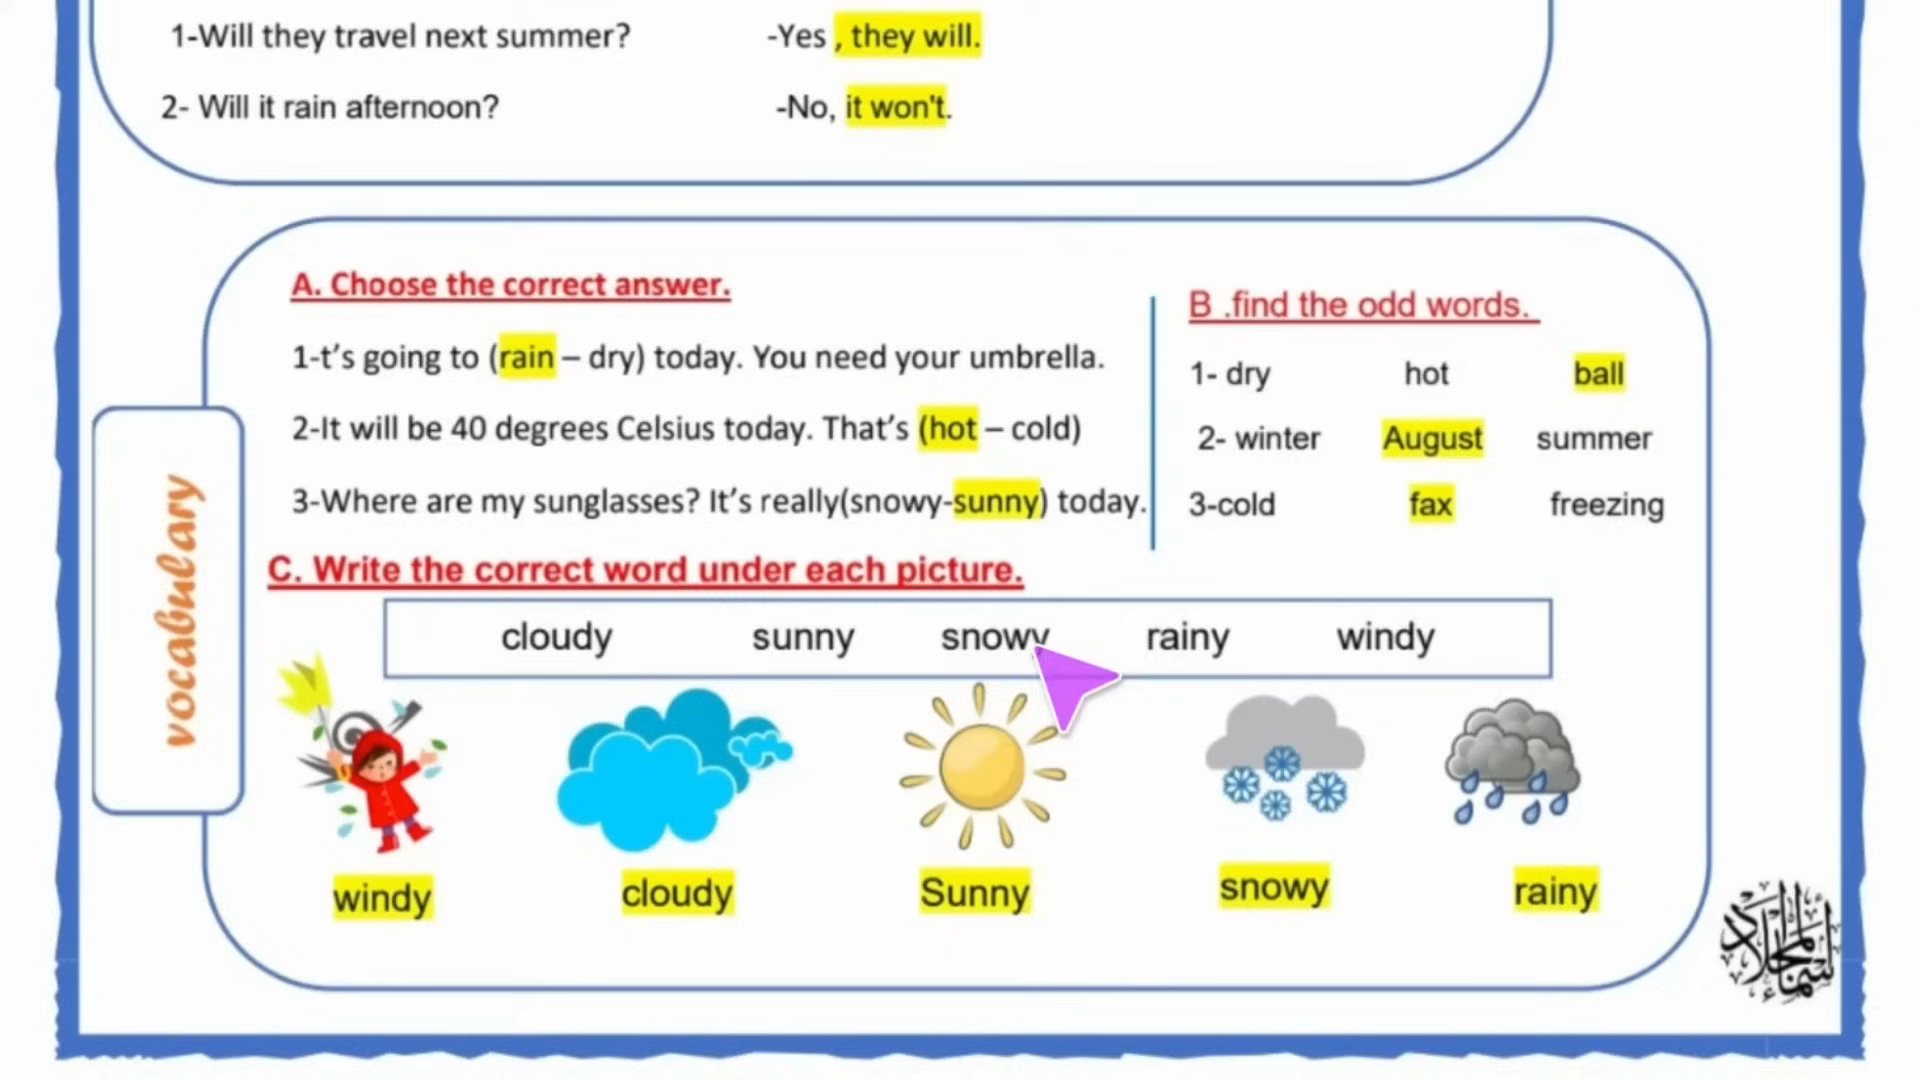 1-Will they travel next summer? -Yes , they will.
2- Will it rain afternoon? -No, it won't.
A. Choose the correct answer.
1-t’s going to (rain – dry) today. You need your umbrella.
2-It will be 40 degrees Celsius today. That’s (hot – cold)
3-Where are my sunglasses? It’s really(snowy-sunny) today.
B .find the odd words.
1- dry hot ball
2- winter August summer
3-cold fax freezing
vocabulary
C. Write the correct word under each picture.
cloudy sunny snowy rainy windy
windy cloudy Sunny snowy rainy